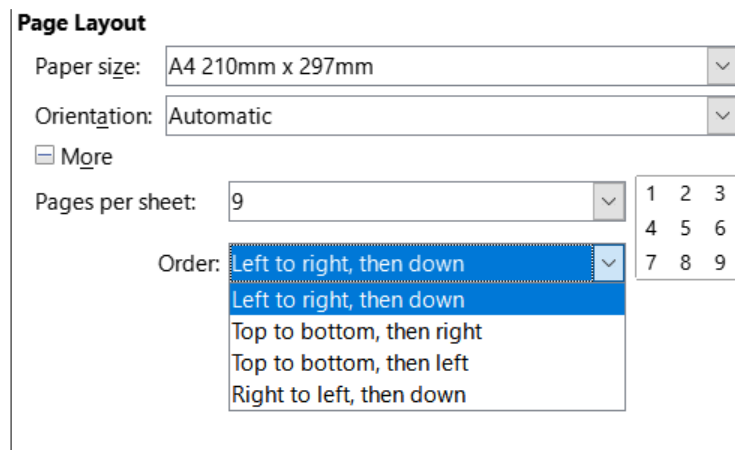 Page Layout
Paper size: A4 210mm x 297mm
Orientation: Automatic
More
Pages per sheet: 9
1 2 3
4 5 6
7 8 9
Order: Left to right, then down
Left to right, then down
Top to bottom, then right
Top to bottom, then left
Right to left, then down